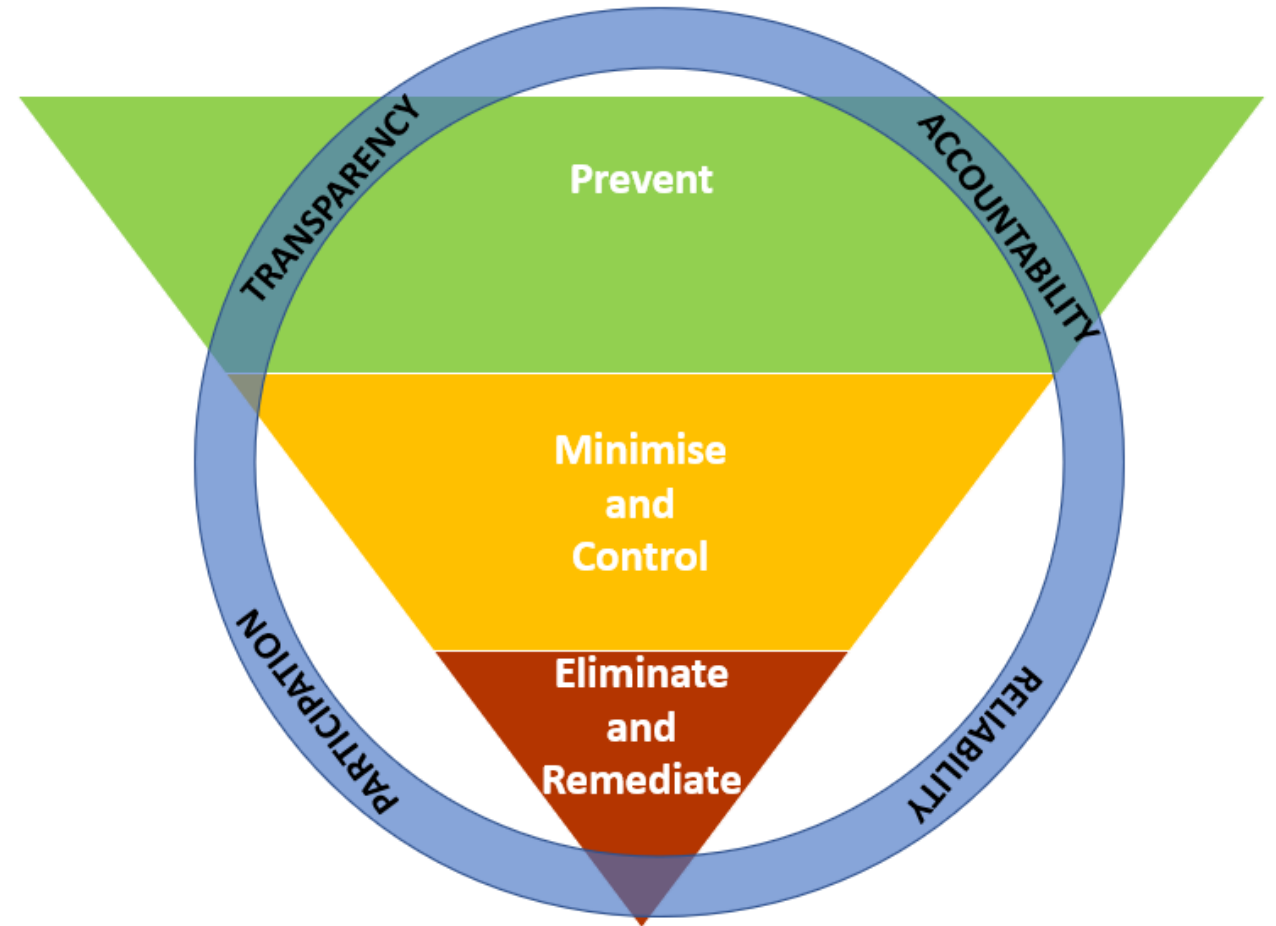 TRANSPARENCY
ACCOUNTABILITY
Prevent
Minimise
and
Control
Eliminate
and
Remediate
PARTICIPATION
RELIABILITY